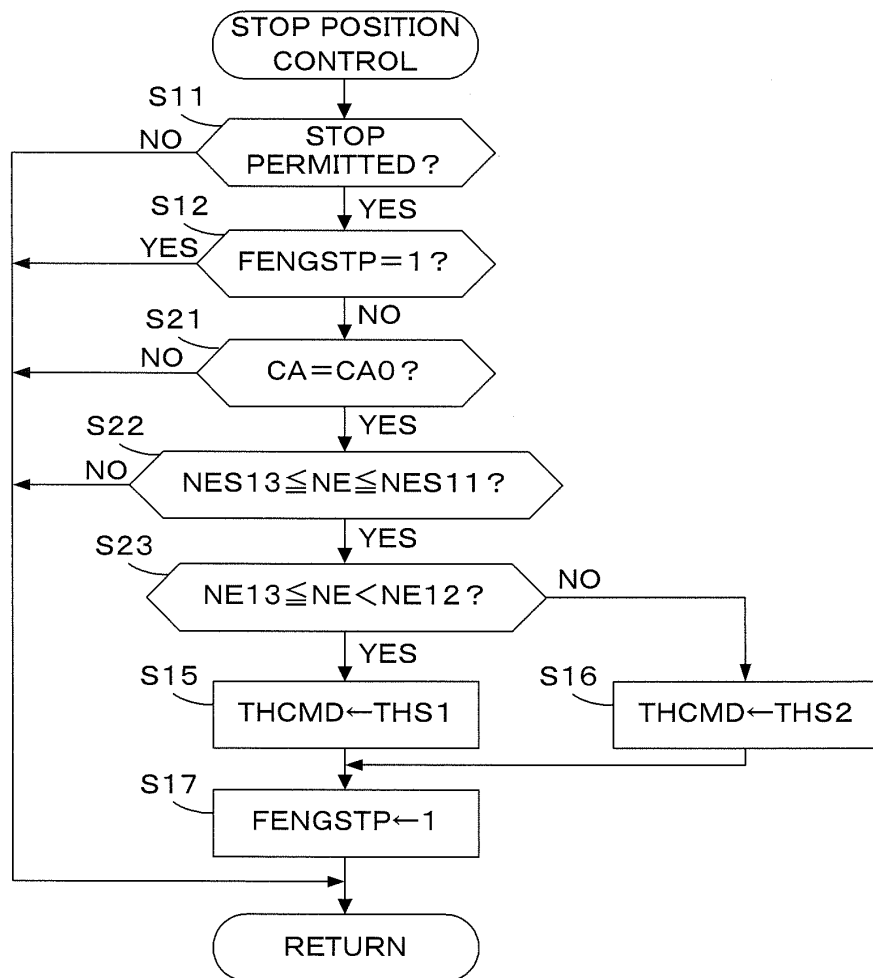 STOP POSITION
CONTROL
S11
NO
STOP
PERMITTED?
YES
S12
YES
FENGSTP=1?
NO
S21
NO
CA=CA0?
YES
S22
NO
NES13≦NE≦NES11?
YES
S23
NE13≦NE<NE12?
NO
YES
S15
THCMD←THS1
S16
THCMD←THS2
S17
FENGSTP←1
RETURN